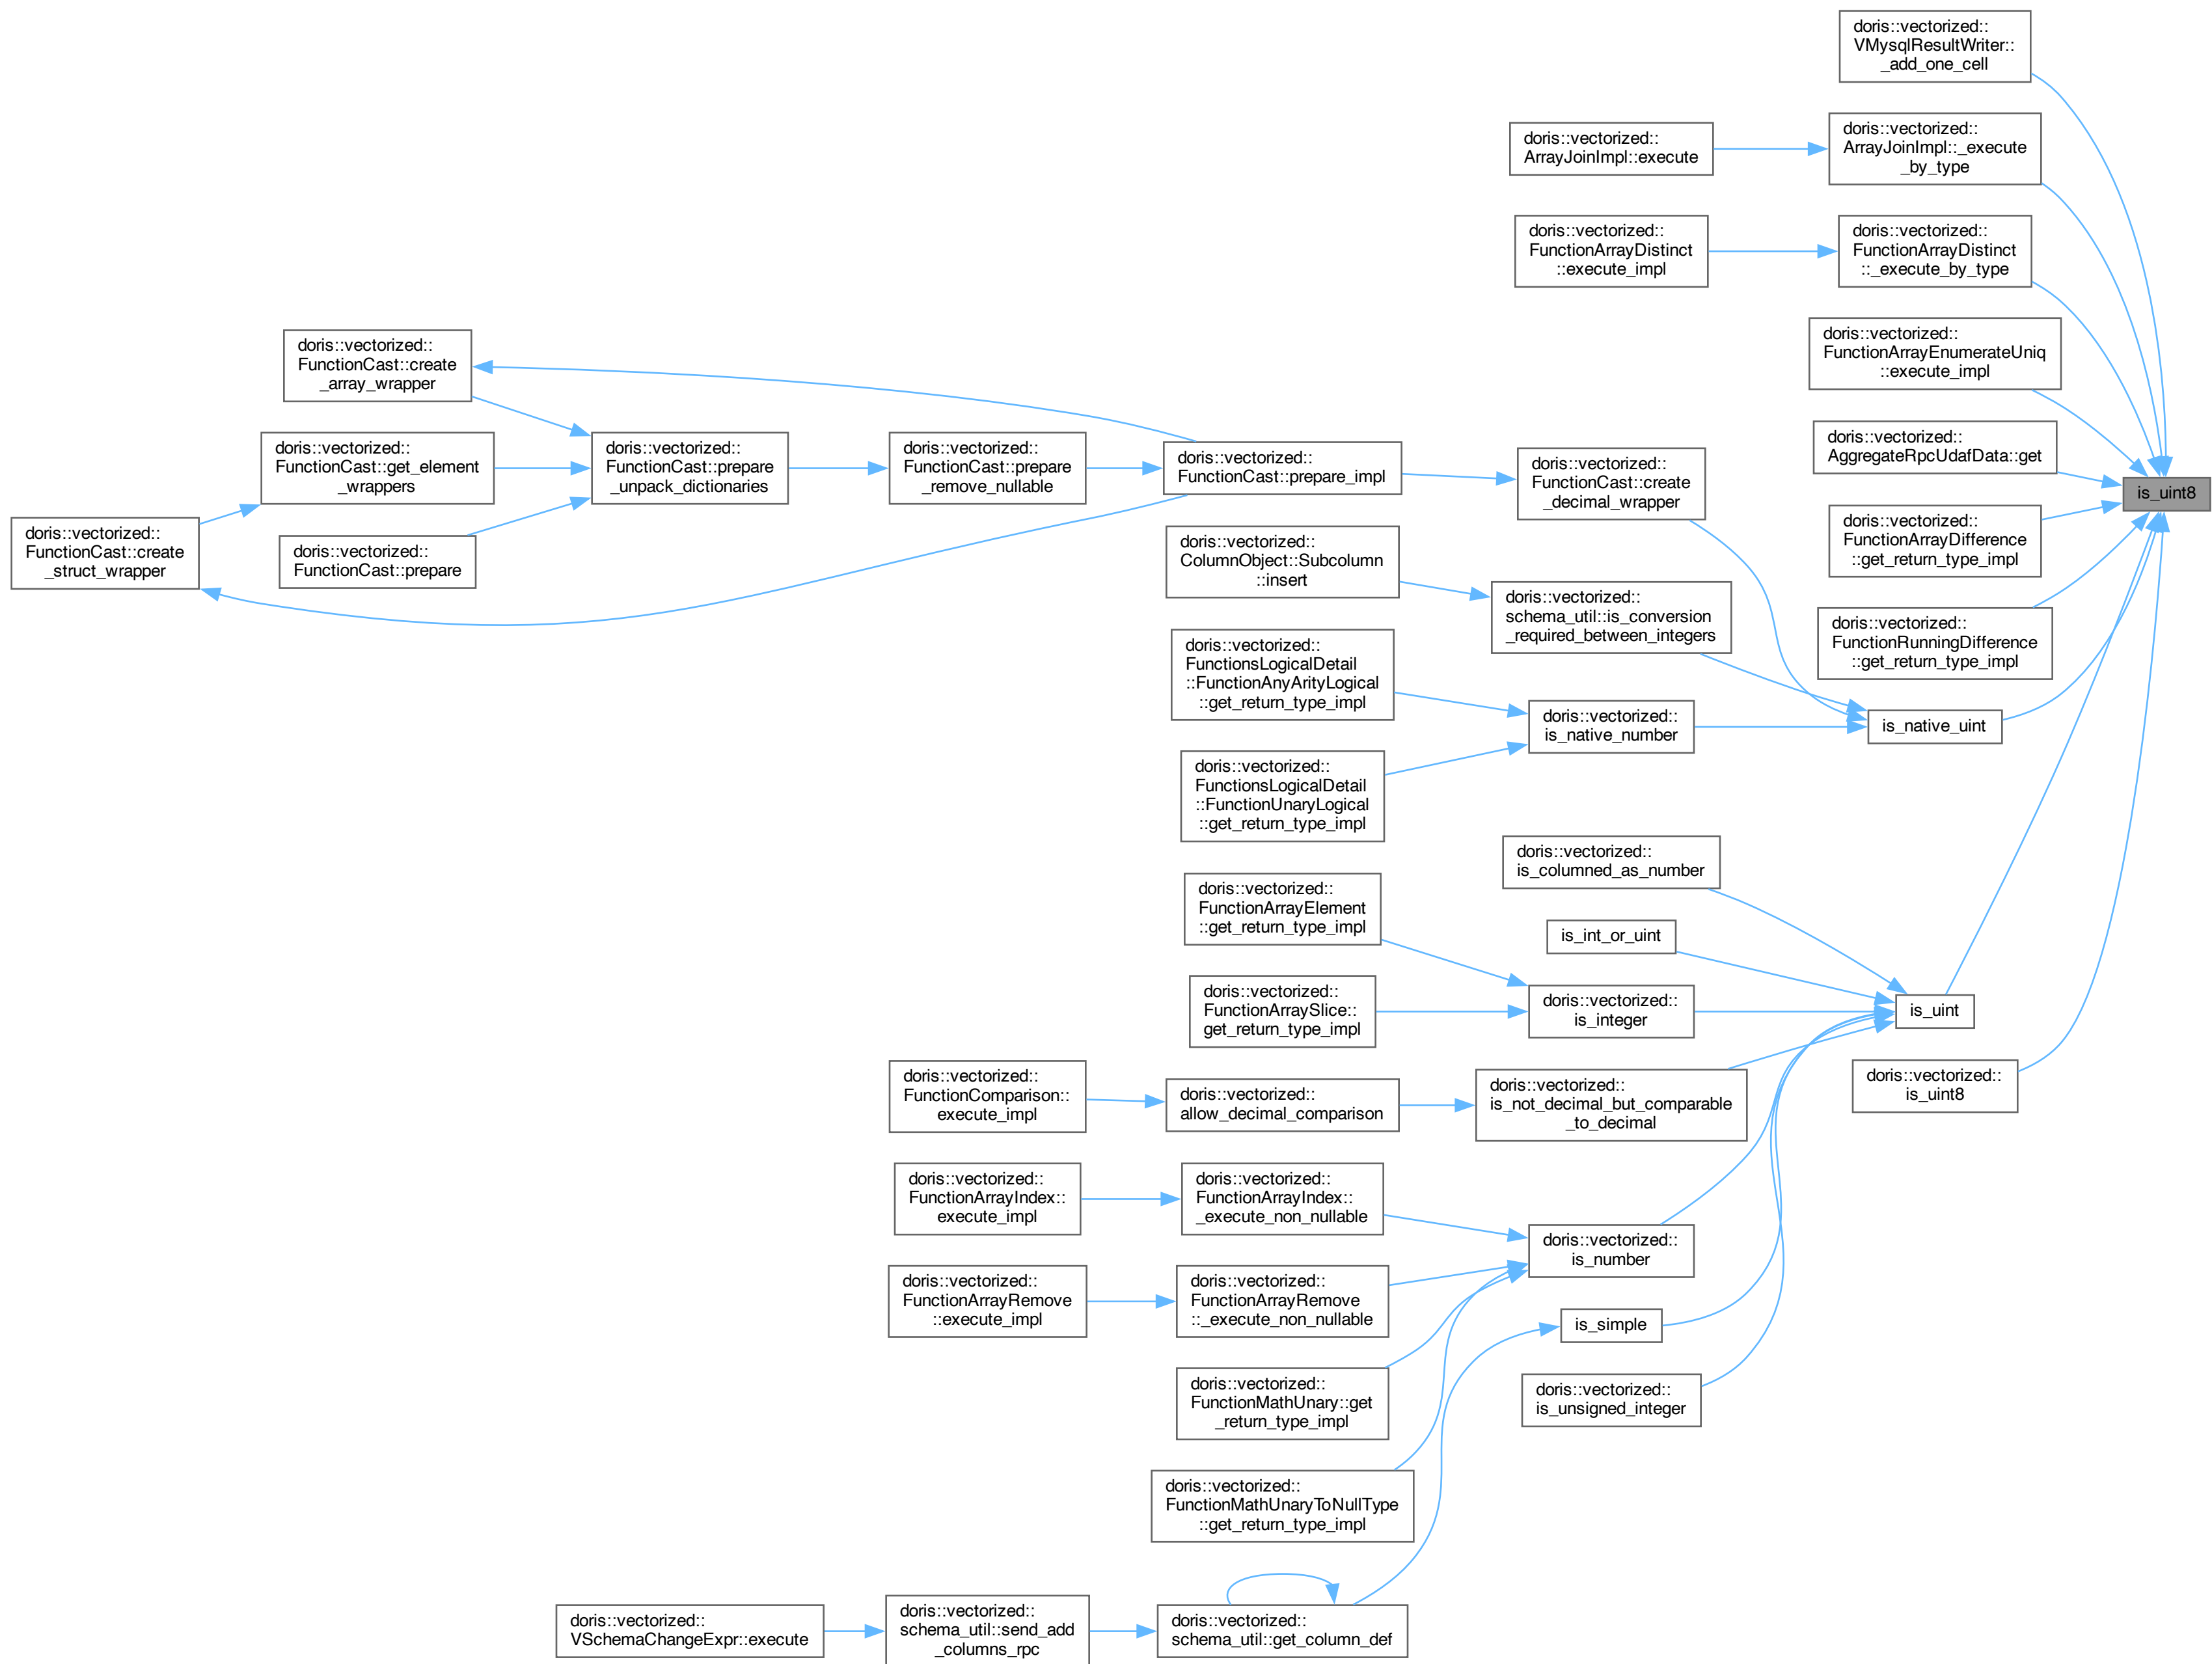 doris::vectorized::
VMysqlResultWriter::
_add_one_cell
doris::vectorized::
ArrayJoinImpl::execute
doris::vectorized::
ArrayJoinImpl::_execute
_by_type
doris::vectorized::
FunctionArrayDistinct
::execute_impl
doris::vectorized::
FunctionArrayDistinct
::_execute_by_type
doris::vectorized::
FunctionArrayEnumerateUniq
::execute_impl
doris::vectorized::
FunctionCast::create
_array_wrapper
doris::vectorized::
FunctionCast::get_element
_wrappers
doris::vectorized::
FunctionCast::prepare
_unpack_dictionaries
doris::vectorized::
FunctionCast::prepare
_remove_nullable
doris::vectorized::
FunctionCast::prepare_impl
doris::vectorized::
FunctionCast::create
_decimal_wrapper
doris::vectorized::
AggregateRpcUdafData::get
is_uint8
doris::vectorized::
FunctionCast::create
_struct_wrapper
doris::vectorized::
FunctionCast::prepare
doris::vectorized::
ColumnObject::Subcolumn
::insert
doris::vectorized::
FunctionArrayDifference
::get_return_type_impl
doris::vectorized::
schema_util::is_conversion
_required_between_integers
doris::vectorized::
FunctionRunningDifference
::get_return_type_impl
doris::vectorized::
FunctionsLogicalDetail
::FunctionAnyArityLogical
::get_return_type_impl
doris::vectorized::
is_native_number
is_native_uint
doris::vectorized::
FunctionsLogicalDetail
::FunctionUnaryLogical
::get_return_type_impl
doris::vectorized::
is_columned_as_number
doris::vectorized::
FunctionArrayElement
::get_return_type_impl
is_int_or_uint
doris::vectorized::
FunctionArraySlice::
get_return_type_impl
doris::vectorized::
is_integer
is_uint
doris::vectorized::
FunctionComparison::
execute_impl
doris::vectorized::
allow_decimal_comparison
doris::vectorized::
is_not_decimal_but_comparable
_to_decimal
doris::vectorized::
is_uint8
doris::vectorized::
FunctionArrayIndex::
execute_impl
doris::vectorized::
FunctionArrayIndex::
_execute_non_nullable
doris::vectorized::
is_number
doris::vectorized::
FunctionArrayRemove
::execute_impl
doris::vectorized::
FunctionArrayRemove
::_execute_non_nullable
is_simple
doris::vectorized::
FunctionMathUnary::get
_return_type_impl
doris::vectorized::
is_unsigned_integer
doris::vectorized::
FunctionMathUnaryToNullType
::get_return_type_impl
doris::vectorized::
VSchemaChangeExpr::execute
doris::vectorized::
schema_util::send_add
_columns_rpc
doris::vectorized::
schema_util::get_column_def